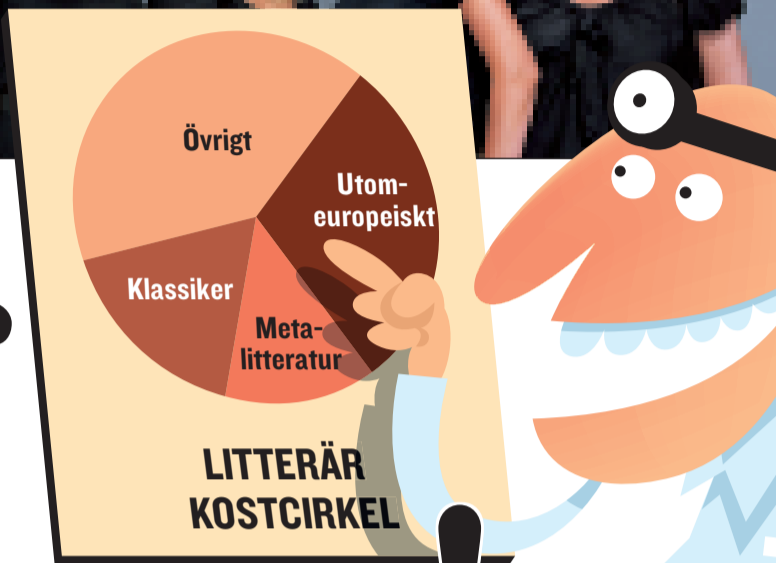 Övrigt
Utom-
europeiskt
Klassiker
Meta-
litteratur
LITTERÄR
KOSTCIRKEL